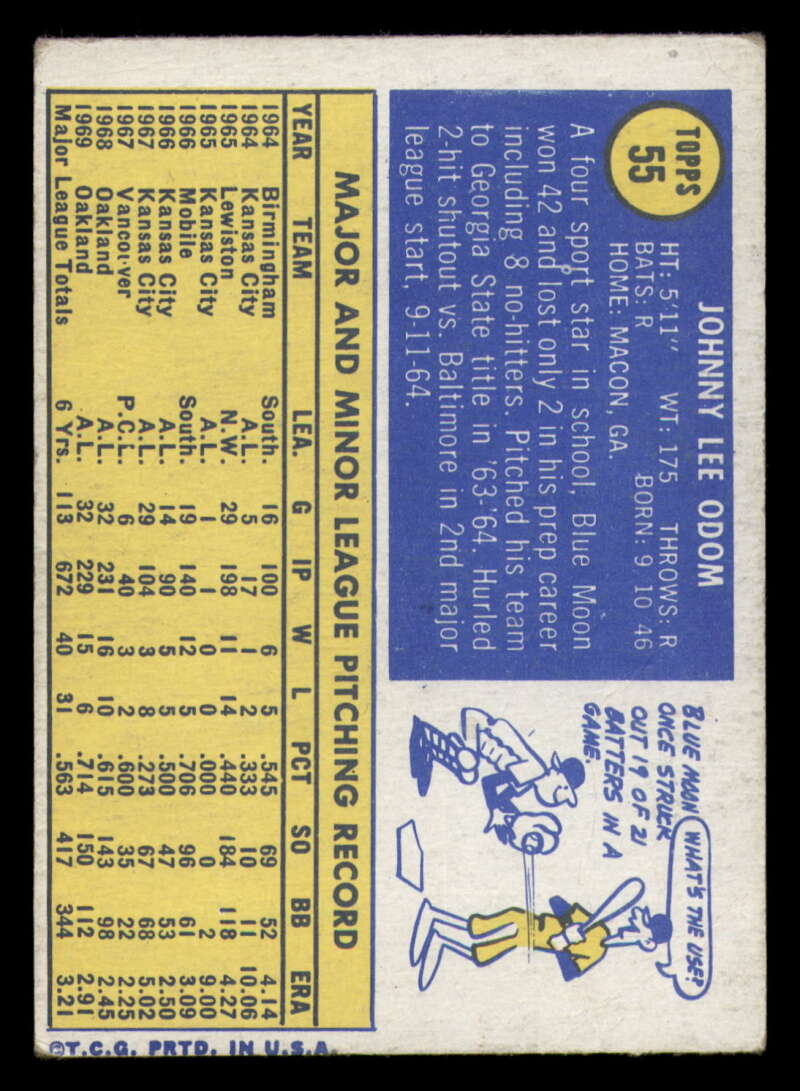 TOPPS
55
JOHNNY LEE ODOM
HT: 5'11" WT: 175 THROWS: R
BATS: R BORN: 9 10 46
HOME: MACON, GA.
A four sport star in school, Blue Moon
won 42 and lost only 2 in his prep career
including 8 no-hitters. Pitched his team
to Georgia State title in '63-'64. Hurled
2-hit shutout vs. Baltimore in 2nd major
league start, 9-11-64.
BLUE MOON
ONCE STRUCK
OUT 19 OF 21
BATTERS IN A
GAME.
WHAT'S THE USE?
MAJOR AND MINOR LEAGUE PITCHING RECORD
YEAR TEAM LEA. G IP W L PCT SO BB ERA
1964 Birmingham South. 16 100 6 5 .545 69 52 4.14
1964 Kansas City A.L. 5 17 1 2 .333 10 11 10.06
1965 Lewiston N.W. 29 198 11 14 .440 184 118 4.27
1965 Kansas City A.L. 1 1 0 0 .000 0 2 9.00
1966 Mobile South. 19 140 12 5 .706 96 61 3.09
1966 Kansas City A.L. 14 90 5 5 .500 47 53 2.50
1967 Kansas City A.L. 29 104 3 8 .273 67 68 5.02
1967 Vancouver P.C.L. 6 40 3 2 .600 35 22 2.25
1968 Oakland A.L. 32 231 16 10 .615 143 98 2.45
1969 Oakland A.L. 32 229 15 6 .714 150 112 2.91
Major League Totals 6 Yrs. 113 672 40 31 .563 417 344 3.21
©T.C.G. PRTD. IN U.S.A.